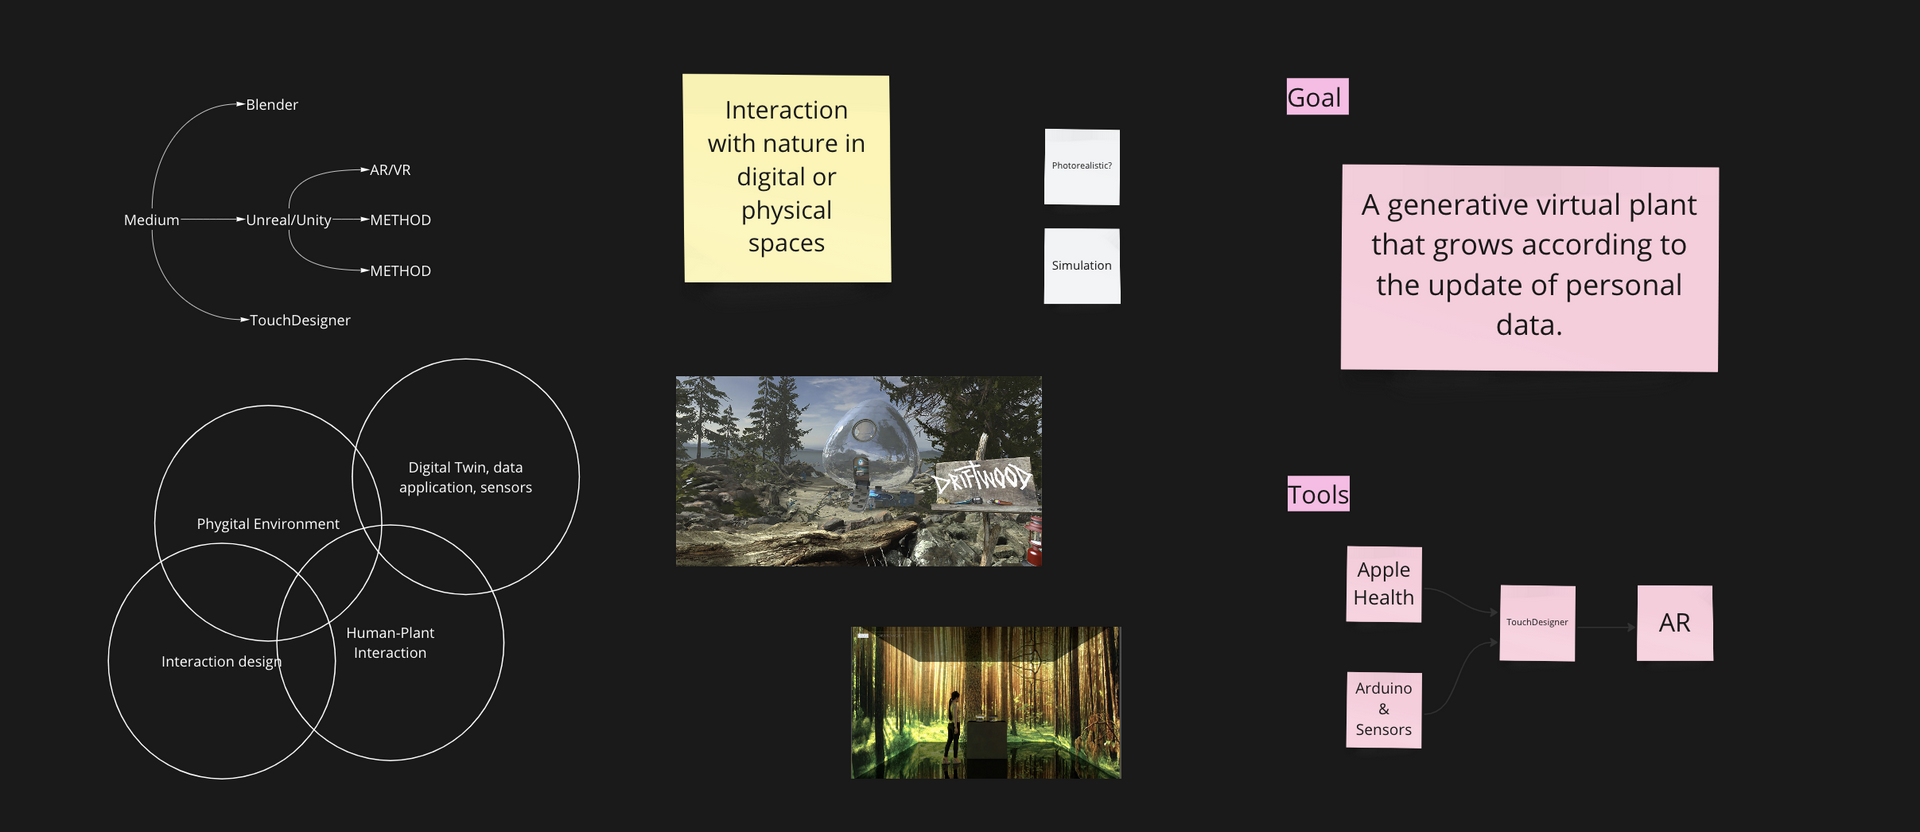 Blender
AR/VR
Medium
Unreal/Unity
METHOD
METHOD
TouchDesigner
Digital Twin, data
application, sensors
Phygital Environment
Human-Plant
Interaction
Interaction design
Interaction
with nature in
digital or
physical
spaces
Photorealistic?
Simulation
DRIFTWOOD
Goal
A generative virtual plant
that grows according to
the update of personal
data.
Tools
Apple
Health
Arduino
&
Sensors
TouchDesigner
AR